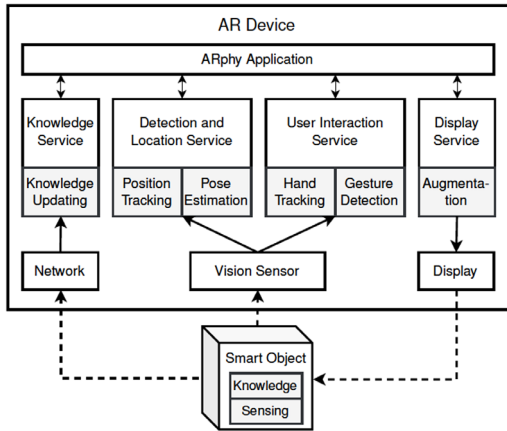 AR Device
ARphy Application
Knowledge
Service
Knowledge
Updating
Detection and
Location Service
Position
Tracking
Pose
Estimation
User Interaction
Service
Hand
Tracking
Gesture
Detection
Display
Service
Augmenta-
tion
Network
Vision Sensor
Display
Smart Object
Knowledge
Sensing